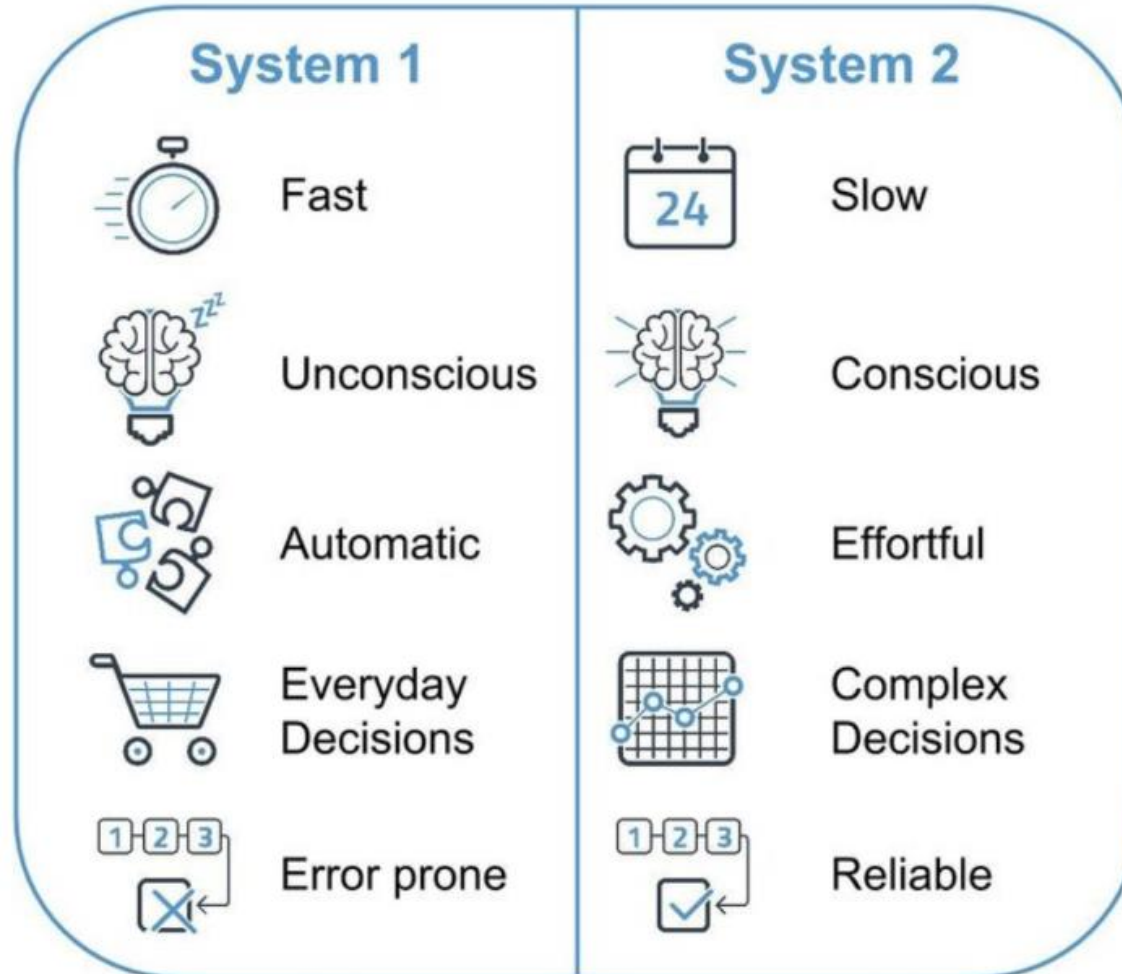 System 1
Fast
Unconscious
Automatic
Everyday
Decisions
1 2 3
Error prone
System 2
24
Slow
Conscious
Effortful
Complex
Decisions
1 2 3
Reliable
zzz